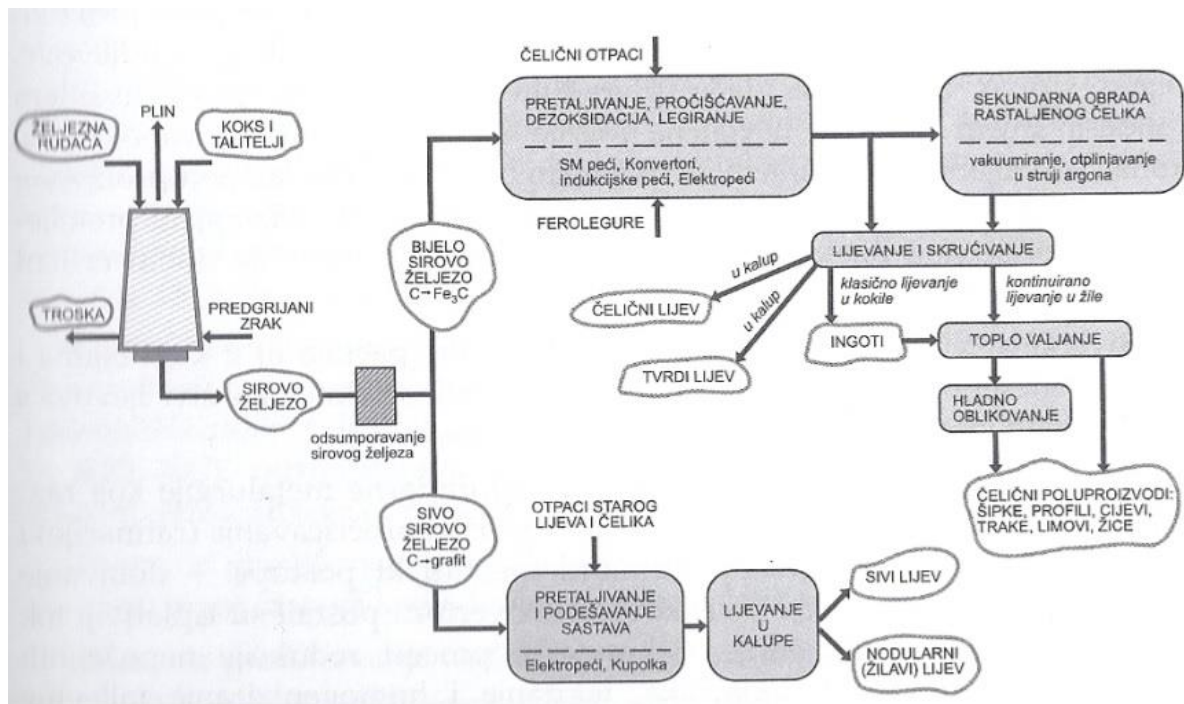 ČELIČNI OTPACI
PLIN
ŽELJEZNA
RUDAČA
KOKS I
TALITELJI
PRETALJIVANJE, PROČIŠĆAVANJE,
DEZOKSIDACIJA, LEGIRANJE
SM peći, Konvertori,
Indukcijske peći, Elektropeći
SEKUNDARNA OBRADA
RASTALJENOG ČELIKA
vakuumiranje, otplinjavanje
u struji argona
FEROLEGURE
BIJELO
SIROVO
ŽELJEZO
C→Fe₃C
LIJEVANJE I SKRUĆIVANJE
u kalup
klasično lijevanje
u kokile
kontinuirano
lijevanje u žile
TROSKA
PREDGRIJANI
ZRAK
ČELIČNI LIJEV
u kalup
INGOTI
TOPLO VALJANJE
TVRDI LIJEV
SIROVO
ŽELJEZO
odsumporavanje
sirovog željeza
HLADNO
OBLIKOVANJE
ČELIČNI POLUPROIZVODI:
ŠIPKE, PROFILI, CIJEVI,
TRAKE, LIMOVI, ŽICE
SIVO
SIROVO
ŽELJEZO
C→grafit
OTPACI STAROG
LIJEVA I ČELIKA
PRETALJIVANJE
I PODEŠAVANJE
SASTAVA
Elektropeći, Kupolka
LIJEVANJE
U
KALUPE
SIVI LIJEV
NODULARNI
(ŽILAVI) LIJEV